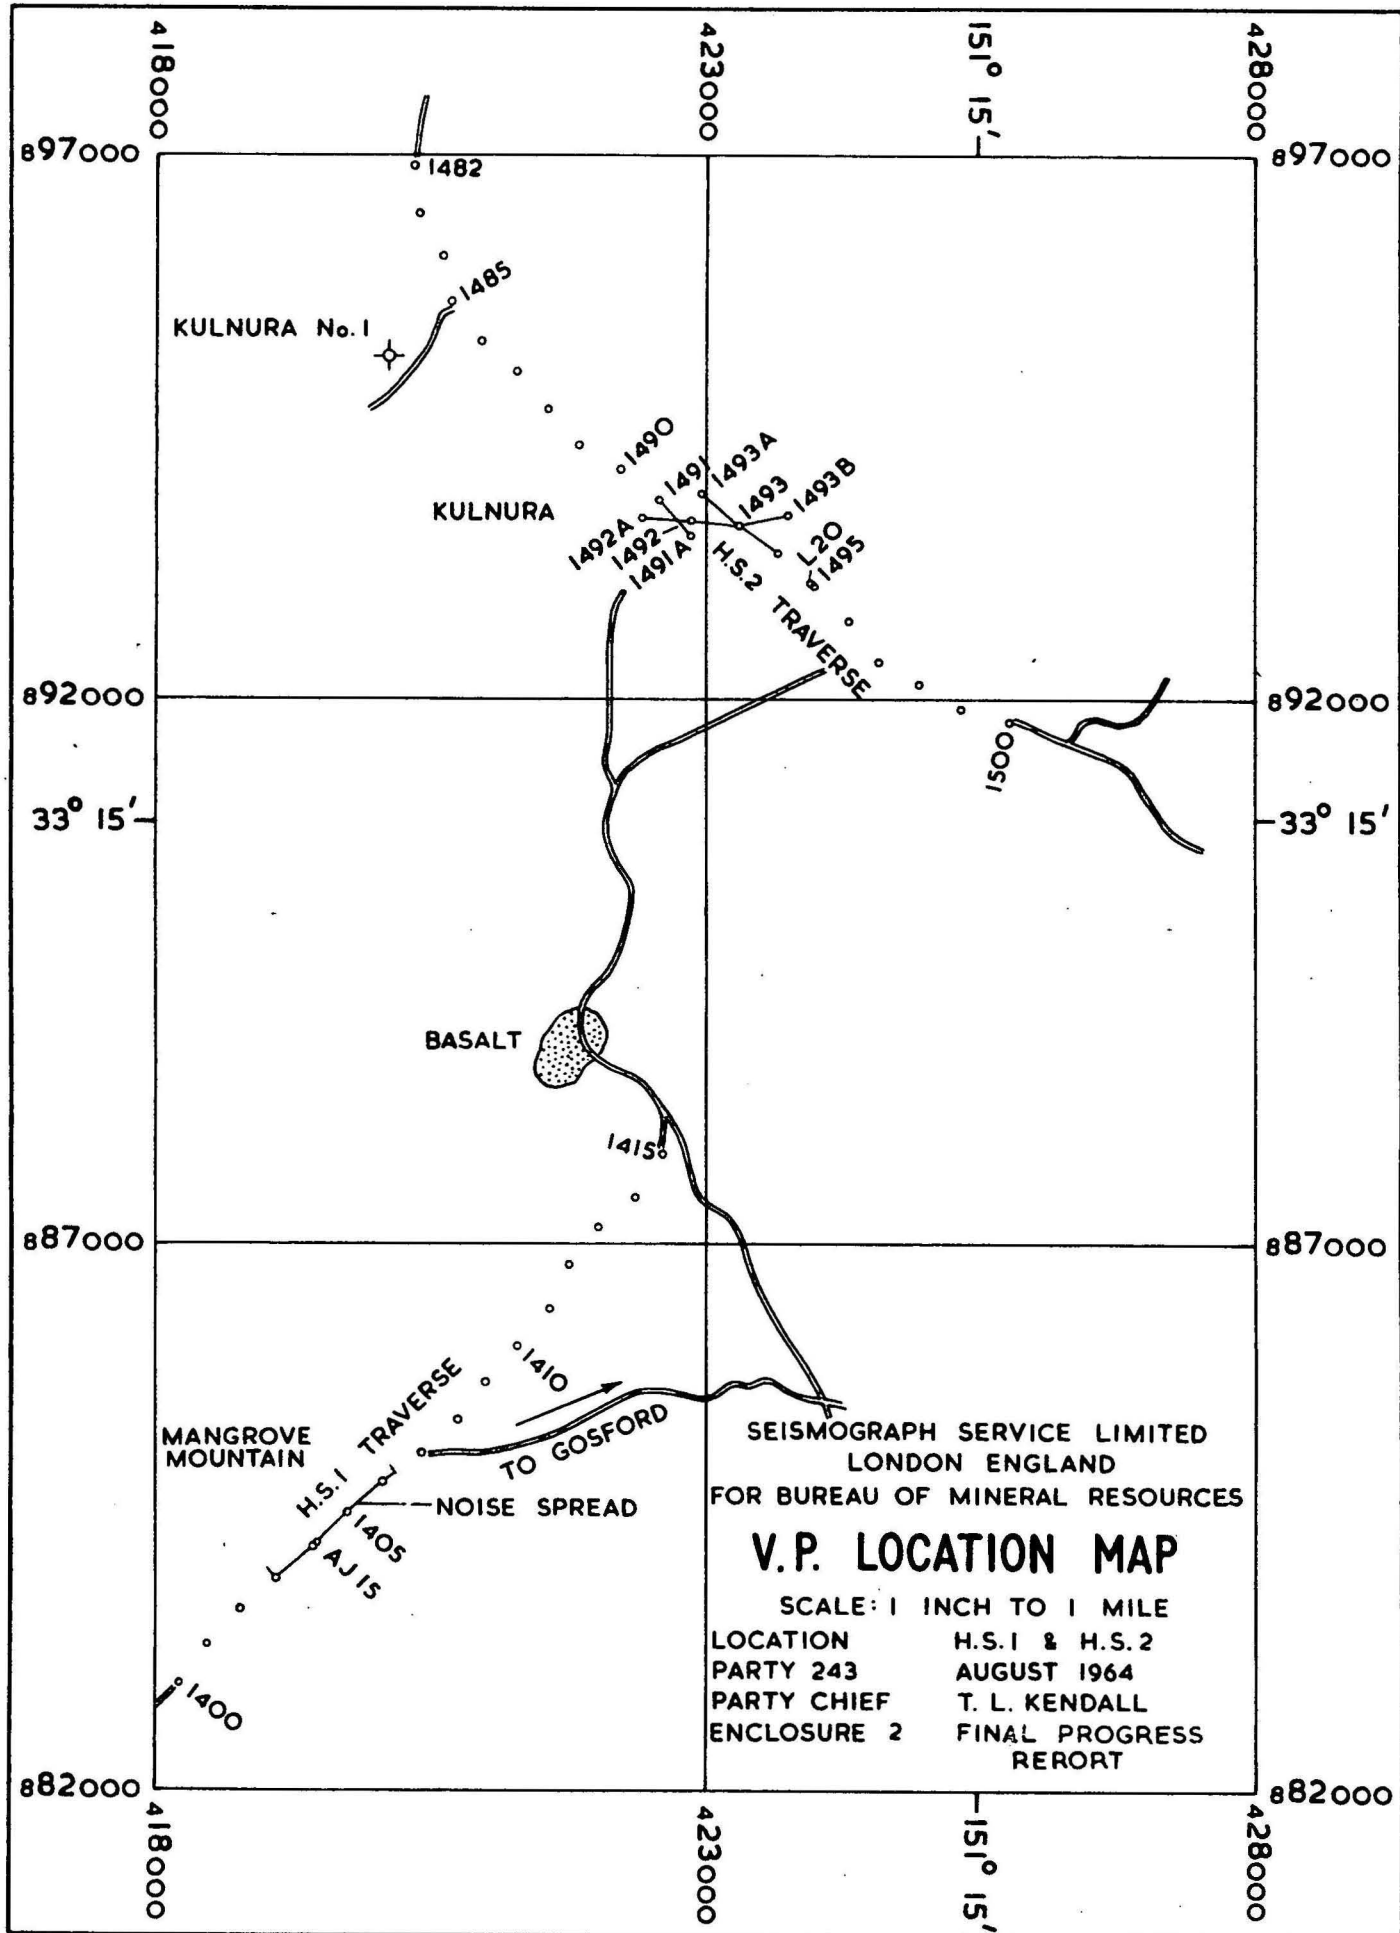 418000
423000
151° 15'
428000
897000
897000
1482
1485
KULNURA No. 1
1490
1491
1493A
1493
1493B
KULNURA
1492A
1492
1491A
L20
1495
H.S.2 TRAVERSE
892000
892000
1500
33° 15'
33° 15'
BASALT
1415
887000
887000
1410
H.S.1 TRAVERSE
MANGROVE
MOUNTAIN
TO GOSFORD
NOISE SPREAD
1405
AJ15
1400
SEISMOGRAPH SERVICE LIMITED
LONDON ENGLAND
FOR BUREAU OF MINERAL RESOURCES
V.P. LOCATION MAP
SCALE: 1 INCH TO 1 MILE
LOCATION H.S.1 & H.S.2
PARTY 243 AUGUST 1964
PARTY CHIEF T. L. KENDALL
ENCLOSURE 2 FINAL PROGRESS
RERORT
882000
882000
418000
423000
151° 15'
428000